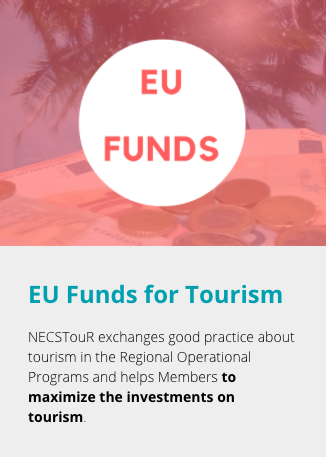 EU
FUNDS
EU Funds for Tourism
NECSTouR exchanges good practice about
tourism in the Regional Operational
Programs and helps Members to
maximize the investments on
tourism.